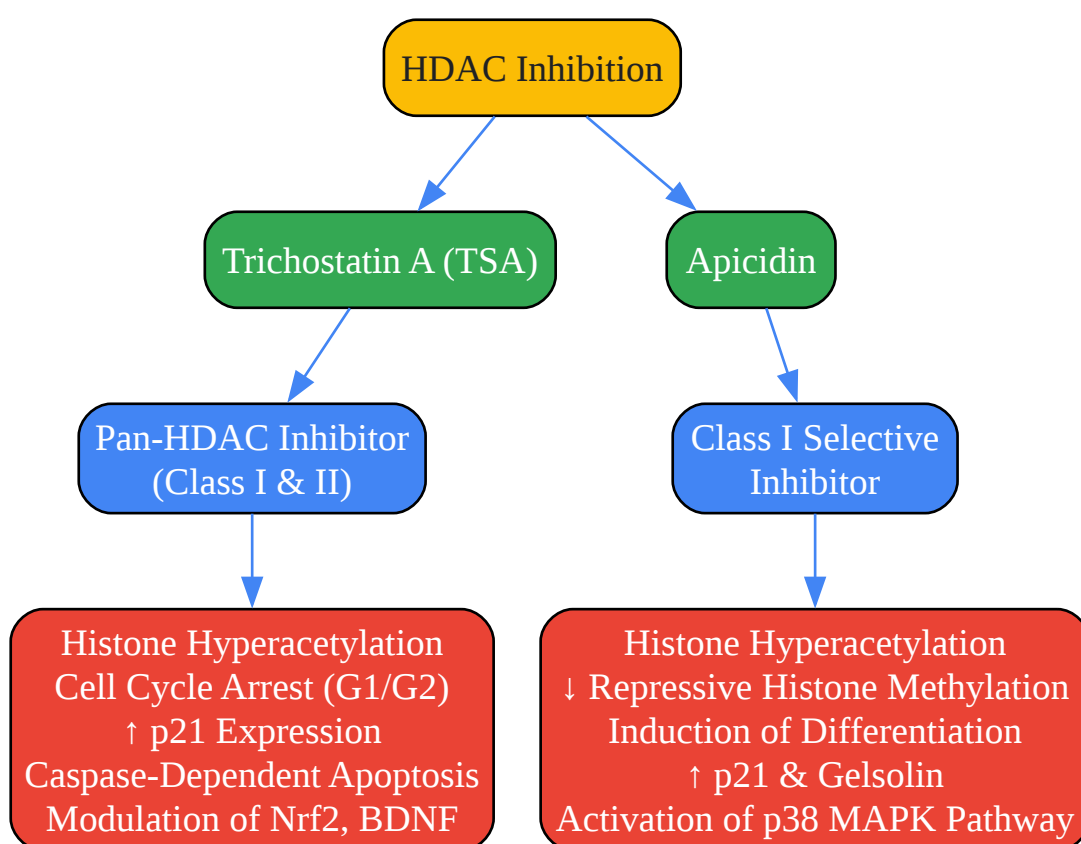 HDAC Inhibition
Trichostatin A (TSA)
Apicidin
Pan-HDAC Inhibitor
(Class I & II)
Class I Selective
Inhibitor
Histone Hyperacetylation
Cell Cycle Arrest (G1/G2)
↑ p21 Expression
Caspase-Dependent Apoptosis
Modulation of Nrf2, BDNF
Histone Hyperacetylation
↓ Repressive Histone Methylation
Induction of Differentiation
↑ p21 & Gelsolin
Activation of p38 MAPK Pathway